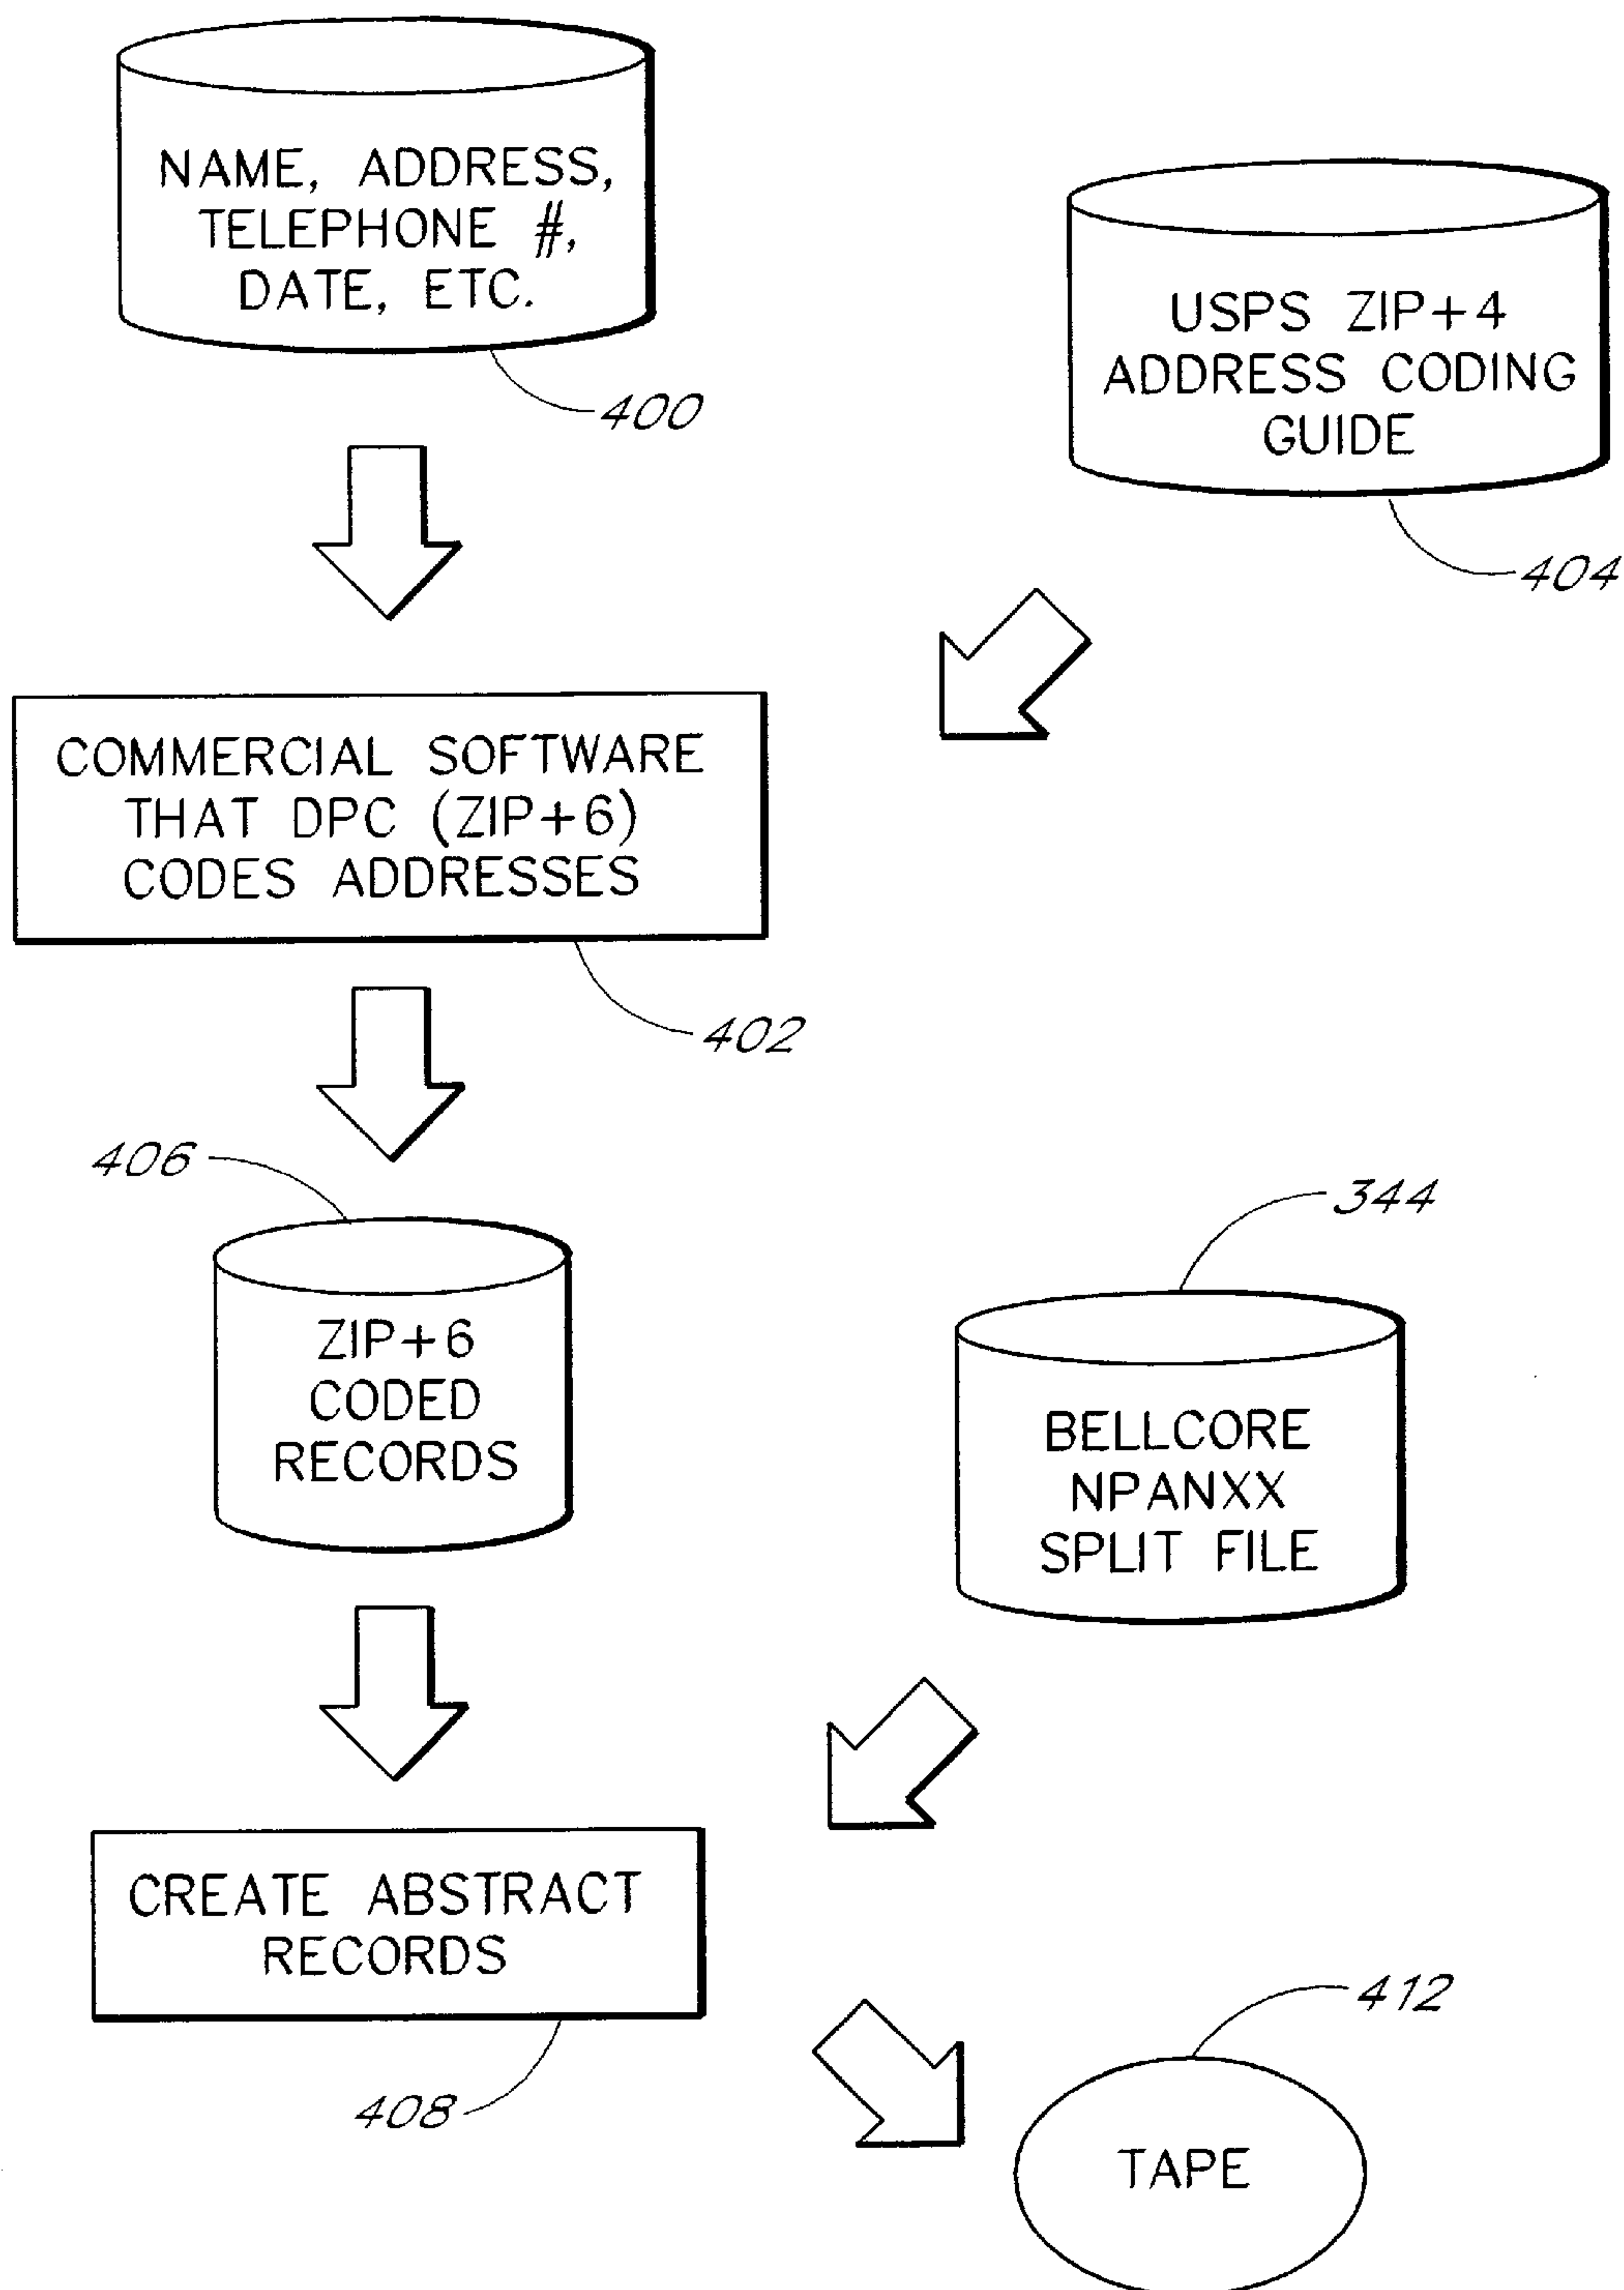 NAME, ADDRESS,
TELEPHONE #,
DATE, ETC.
400
USPS ZIP+4
ADDRESS CODING
GUIDE
404
COMMERCIAL SOFTWARE
THAT DPC (ZIP+6)
CODES ADDRESSES
402
406
ZIP+6
CODED
RECORDS
344
BELLCORE
NPANXX
SPLIT FILE
CREATE ABSTRACT
RECORDS
408
412
TAPE